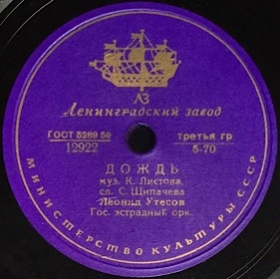 ЛЗ
Ленинградский завод
ГОСТ 5289 56
12922
третья гр
5-70
ДОЖДЬ
муз. К. Листова,
сл. С. Щипачева
Леонид Утесов
Гос. эстрадный орк.
МИНИСТЕРСТВО КУЛЬТУРЫ СССР